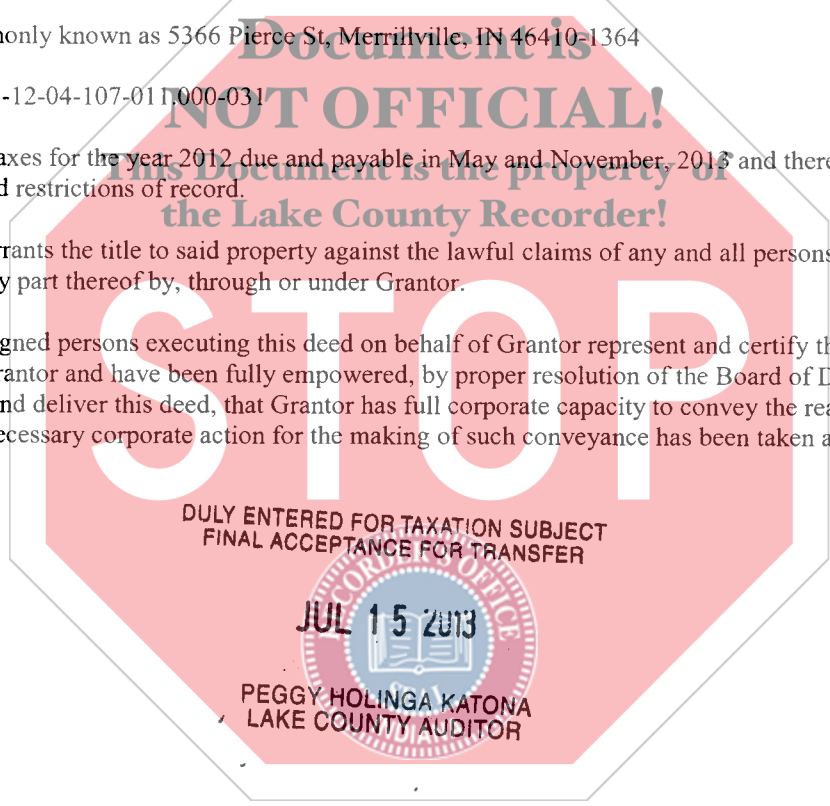 nonly known as 5366 Pierce St, Merrillville, IN 46410-1364
Document is
-12-04-107-011.000-031
NOT OFFICIAL!
axes for the year 2012 due and payable in May and November, 2013 and there
This Document is the property of
d restrictions of record.
the Lake County Recorder!
rrants the title to said property against the lawful claims of any and all persons
y part thereof by, through or under Grantor.
STOP
gned persons executing this deed on behalf of Grantor represent and certify th
rantor and have been fully empowered, by proper resolution of the Board of D
nd deliver this deed, that Grantor has full corporate capacity to convey the rea
ecessary corporate action for the making of such conveyance has been taken a
DULY ENTERED FOR TAXATION SUBJECT
FINAL ACCEPTANCE FOR TRANSFER
RECORDER'S OFFICE
JUL 15 2013
SEAL
PEGGY HOLINGA KATONA
LAKE COUNTY AUDITOR
INDIANA